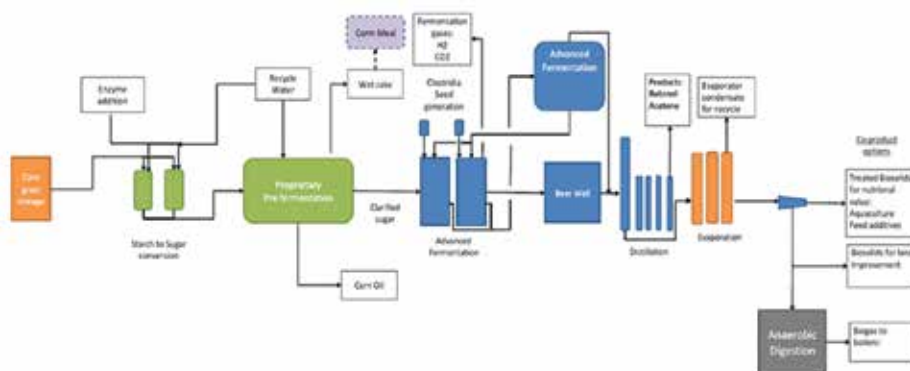 Corn
grain
storage
Enzyme
addition
Starch to Sugar
conversion
Recycle
Water
Proprietary
Pre fermentation
Corn Meal
Wet cake
Corn Oil
Clarified
sugar
Fermentation
gases:
H2
CO2
Clostridia
Seed
generation
Advanced
Fermentation
Advanced
Fermentation
Beer Well
Products:
Butanol
Acetone
Distillation
Evaporator
condensate
for recycle
Evaporation
Coproduct
options
Treated Biosolids
for nutritional
value:
Aquaculture
Feed additives
Biosolids for land
improvement
Anaerobic
Digestion
Biogas to
boilers